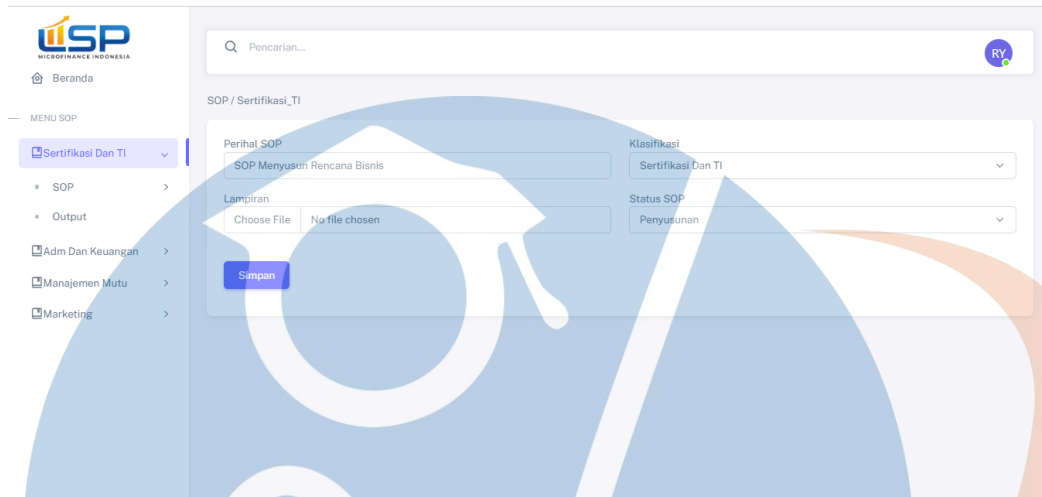 LSP
MICROFINANCE INDONESIA
Beranda
MENU SOP
Sertifikasi Dan TI
SOP
Output
Adm Dan Keuangan
Manajemen Mutu
Marketing
Pencarian...
RY
SOP / Sertifikasi_TI
Perihal SOP
SOP Menyusun Rencana Bisnis
Klasifikasi
Sertifikasi Dan TI
Lampiran
Choose File No file chosen
Status SOP
Penyusunan
Simpan